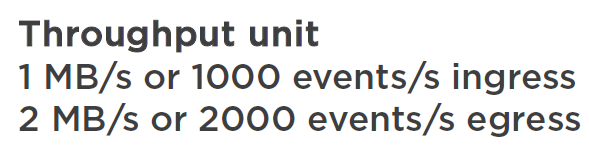 Throughput unit
1 MB/s or 1000 events/s ingress
2 MB/s or 2000 events/s egress